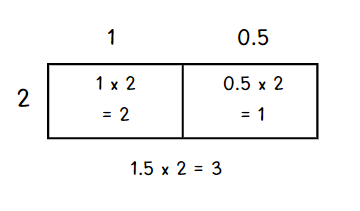 1 0.5
2
1 x 2 0.5 x 2
= 2 = 1
1.5 x 2 = 3